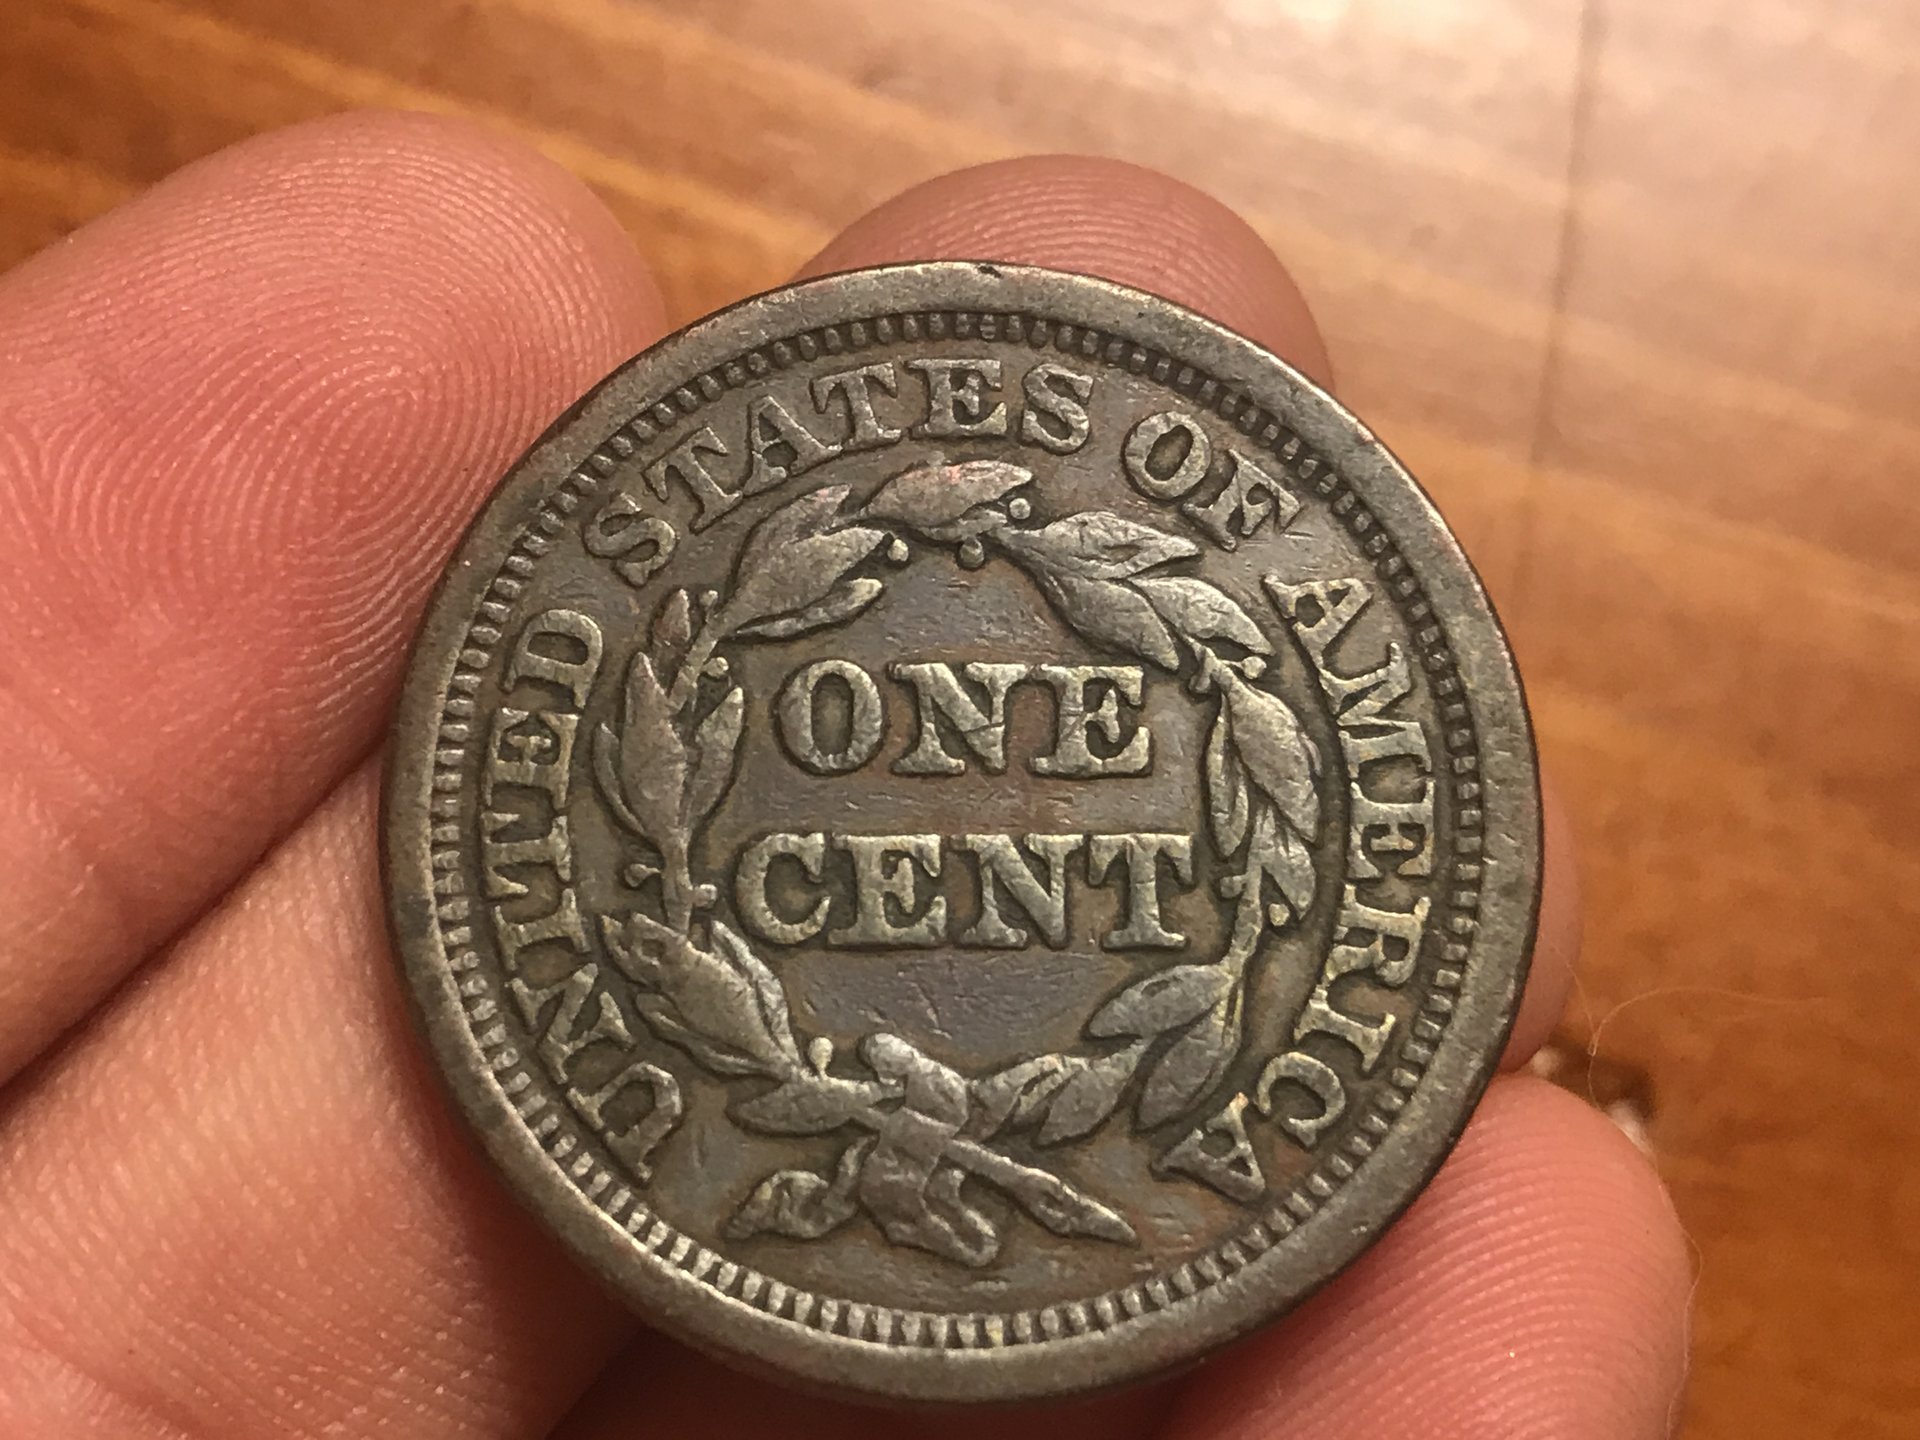 UNITED STATES OF AMERICA
ONE
CENT